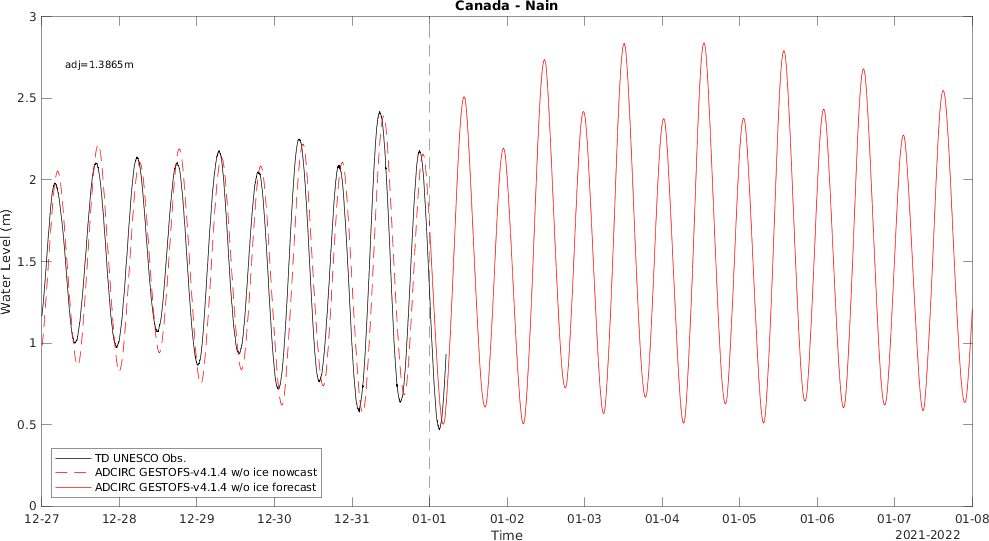 Canada - Nain
adj=1.3865m
3
2.5
2
1.5
1
0.5
0
Water Level (m)
TD UNESCO Obs.
ADCIRC GESTOFS-v4.1.4 w/o ice nowcast
ADCIRC GESTOFS-v4.1.4 w/o ice forecast
12-27 12-28 12-29 12-30 12-31 01-01 01-02 01-03 01-04 01-05 01-06 01-07 01-08
Time
2021-2022